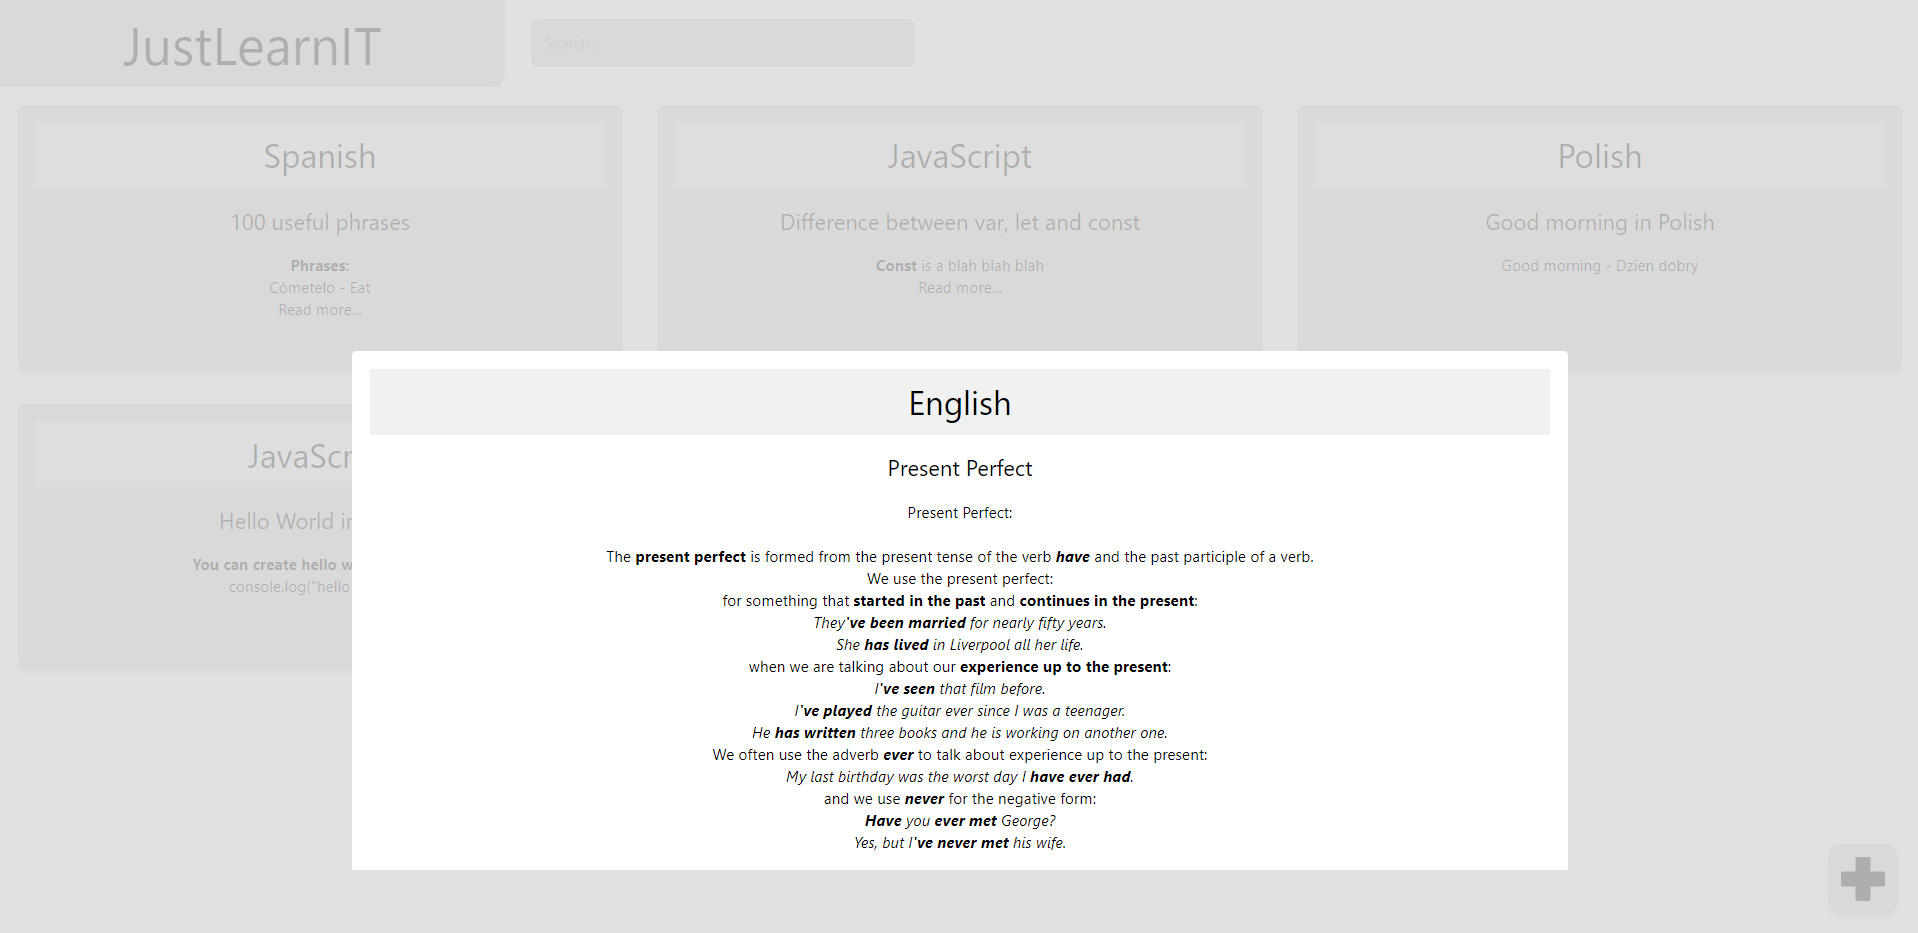 JustLearnIT
Search...
Spanish
100 useful phrases
Phrases:
Cómetelo - Eat
Read more...
JavaScript
Difference between var, let and const
Const is a blah blah blah
Read more...
Polish
Good morning in Polish
Good morning - Dzien dobry
JavaScr
Hello World in
You can create hello w
console.log("hello
English
Present Perfect
Present Perfect:
The present perfect is formed from the present tense of the verb have and the past participle of a verb.
We use the present perfect:
for something that started in the past and continues in the present:
They've been married for nearly fifty years.
She has lived in Liverpool all her life.
when we are talking about our experience up to the present:
I've seen that film before.
I've played the guitar ever since I was a teenager.
He has written three books and he is working on another one.
We often use the adverb ever to talk about experience up to the present:
My last birthday was the worst day I have ever had.
and we use never for the negative form:
Have you ever met George?
Yes, but I've never met his wife.